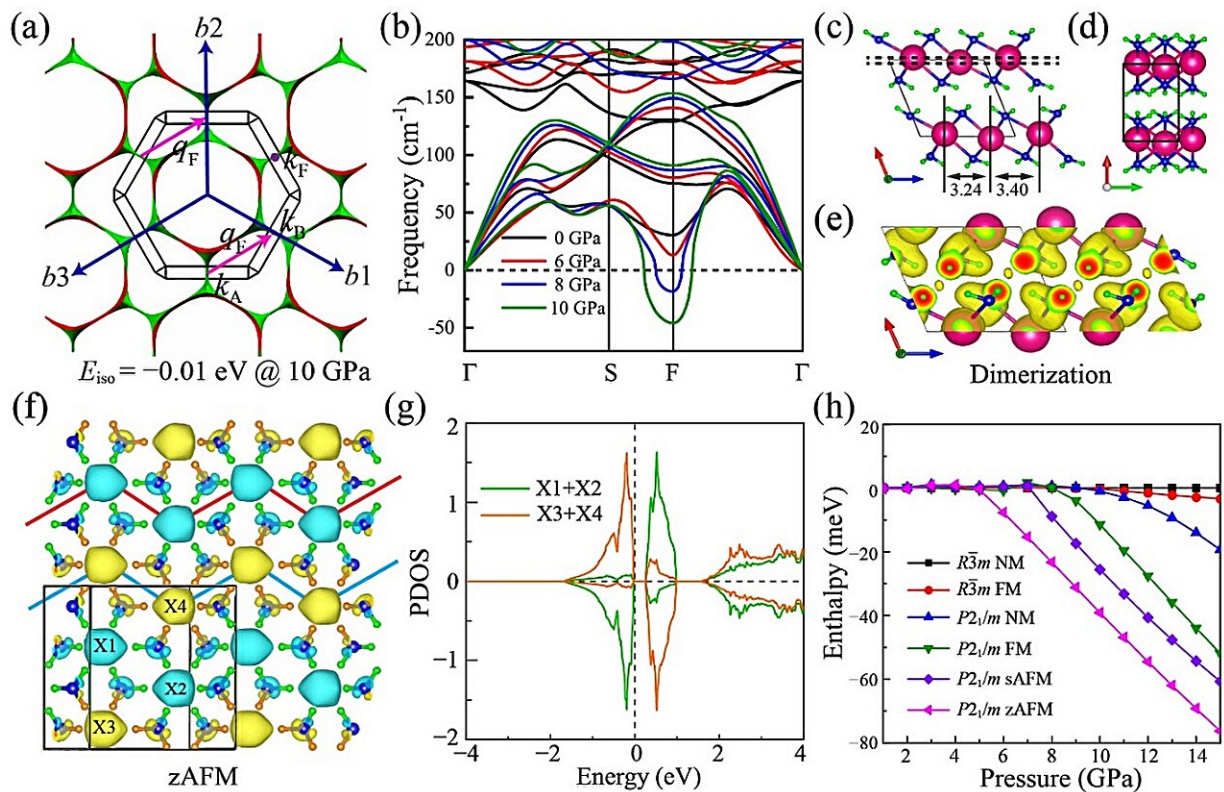 (a)
b2
q_F
k_F
k_B
q_F
b3
k_A
b1
E_iso = −0.01 eV @ 10 GPa
(b)
Frequency (cm⁻¹)
200
150
100
50
0
-50
0 GPa
6 GPa
8 GPa
10 GPa
Γ S F Γ
(c)
3.24 3.40
(d)
(e)
Dimerization
(f)
X4
X1
X2
X3
zAFM
(g)
PDOS
2
1
0
−1
−2
X1+X2
X3+X4
−4 −2 0 2 4
Energy (eV)
(h)
Enthalpy (meV)
20
0
−20
−40
−60
−80
R3̅m NM
R3̅m FM
P2₁/m NM
P2₁/m FM
P2₁/m sAFM
P2₁/m zAFM
2 4 6 8 10 12 14
Pressure (GPa)